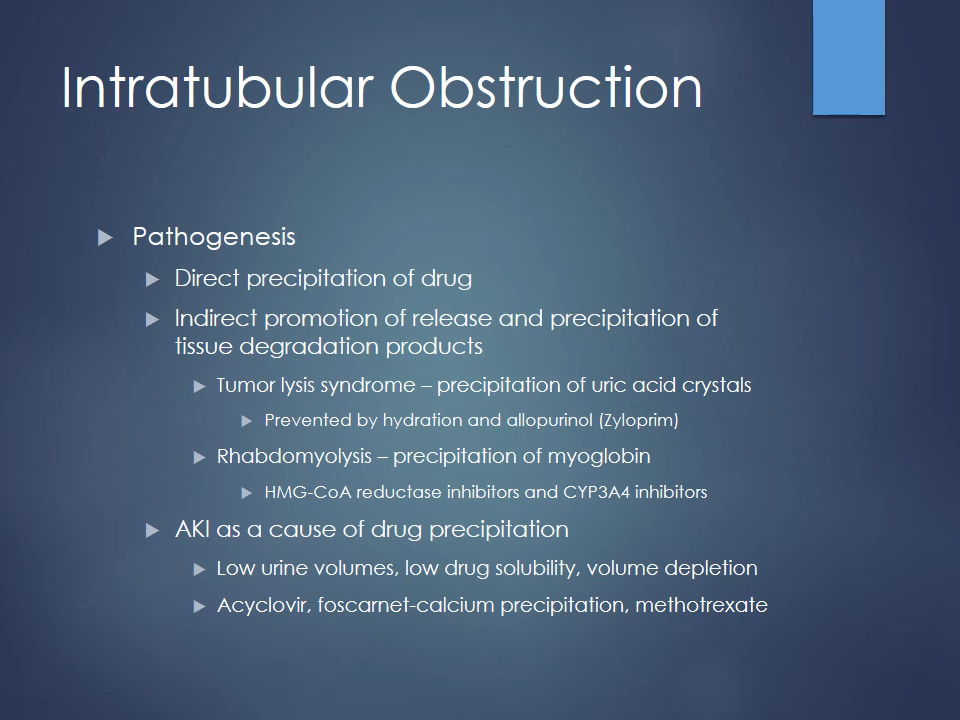 Intratubular Obstruction
Pathogenesis
Direct precipitation of drug
Indirect promotion of release and precipitation of
tissue degradation products
Tumor lysis syndrome – precipitation of uric acid crystals
Prevented by hydration and allopurinol (Zyloprim)
Rhabdomyolysis – precipitation of myoglobin
HMG-CoA reductase inhibitors and CYP3A4 inhibitors
AKI as a cause of drug precipitation
Low urine volumes, low drug solubility, volume depletion
Acyclovir, foscarnet-calcium precipitation, methotrexate